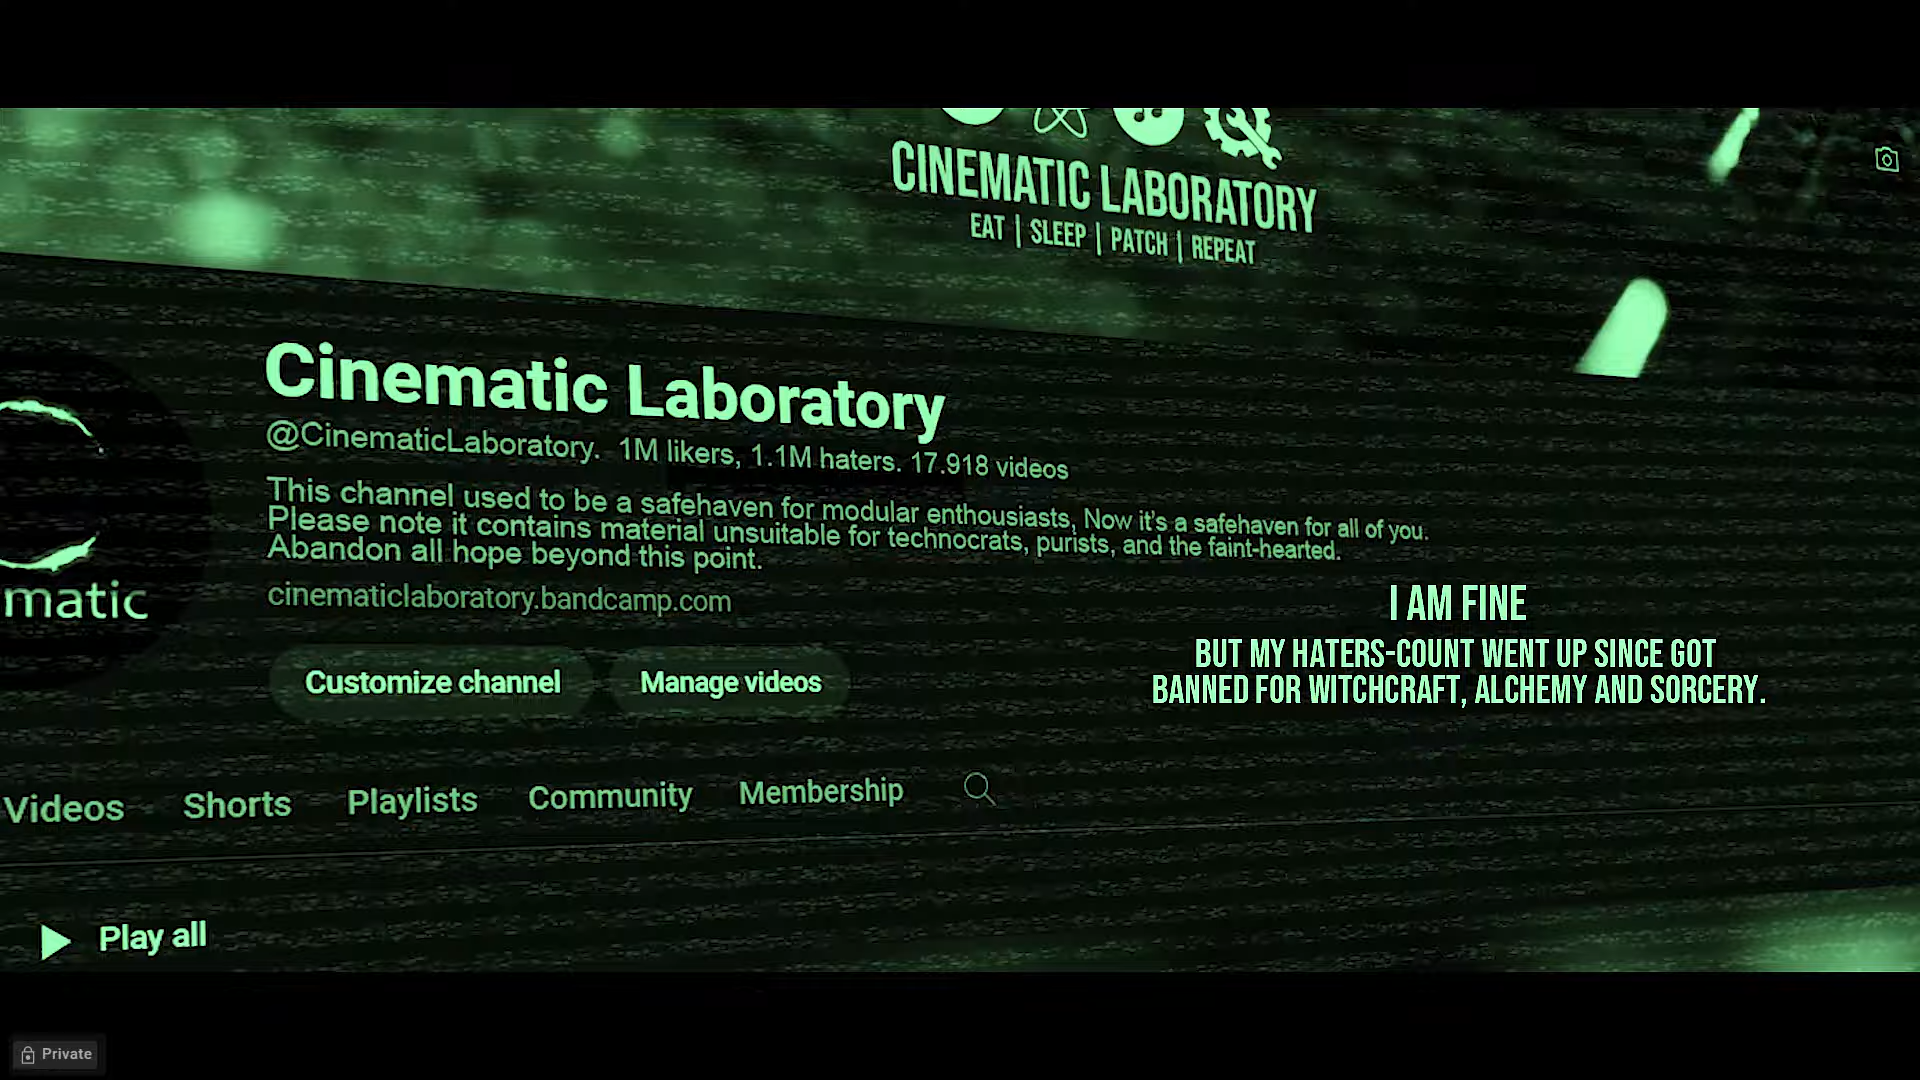 CINEMATIC LABORATORY
EAT | SLEEP | PATCH | REPEAT
Cinematic Laboratory
@CinematicLaboratory. 1M likers, 1.1M haters. 17.918 videos
This channel used to be a safehaven for modular enthousiasts, Now it's a safehaven for all of you.
Please note it contains material unsuitable for technocrats, purists, and the faint-hearted.
Abandon all hope beyond this point.
matic
cinematiclaboratory.bandcamp.com
I AM FINE
BUT MY HATERS-COUNT WENT UP SINCE GOT
BANNED FOR WITCHCRAFT, ALCHEMY AND SORCERY.
Customize channel
Manage videos
Videos Shorts Playlists Community Membership
Play all
Private